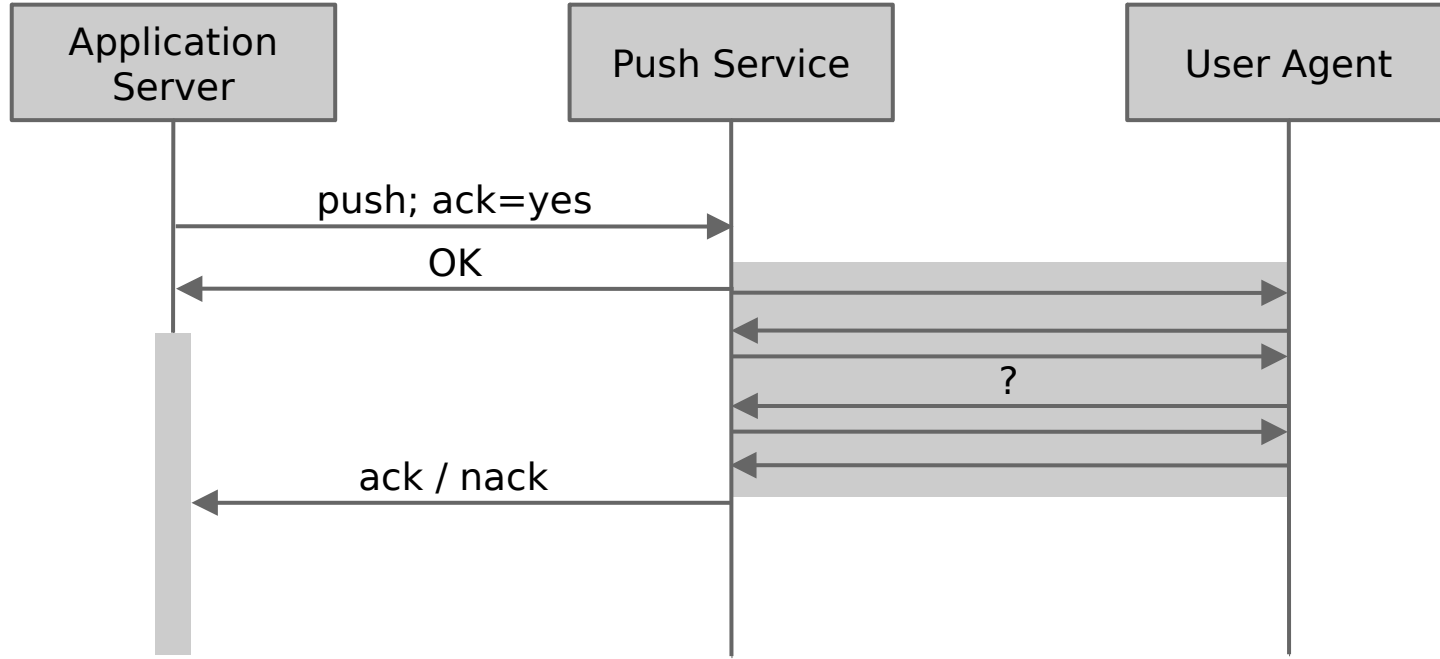 Application
Server
Push Service
User Agent
push; ack=yes
OK
?
ack / nack